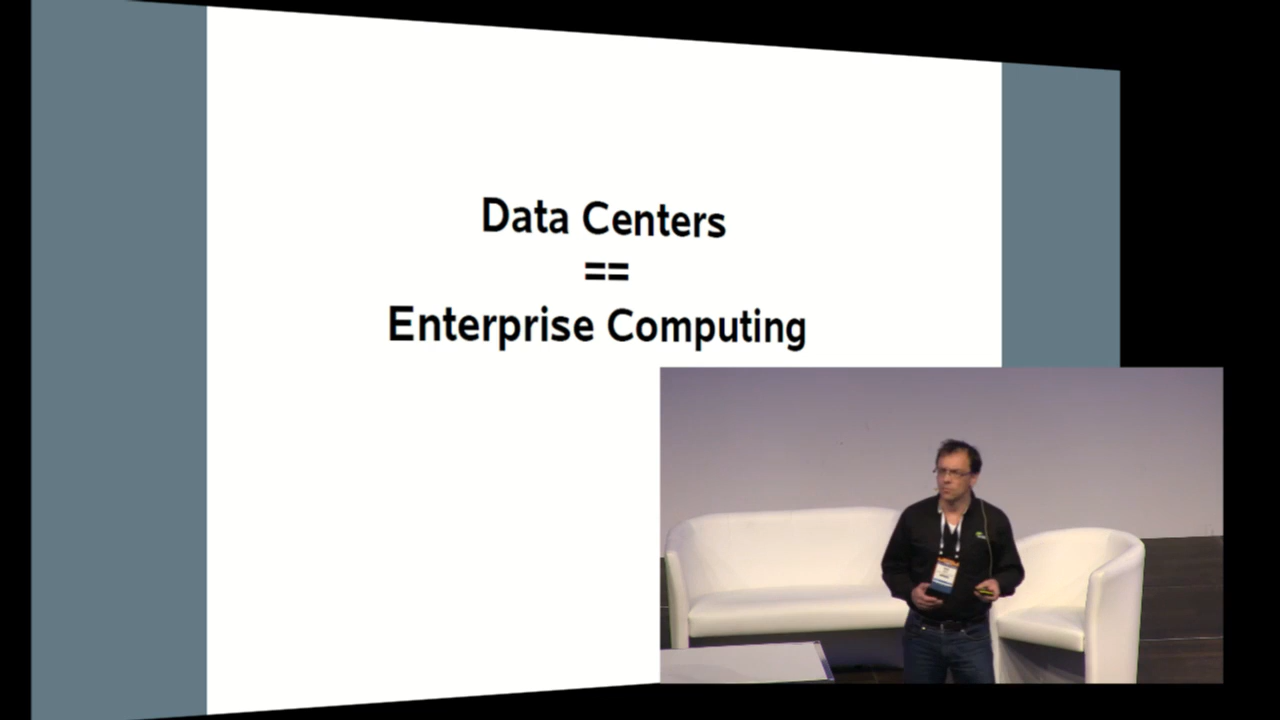 Data Centers
==
Enterprise Computing